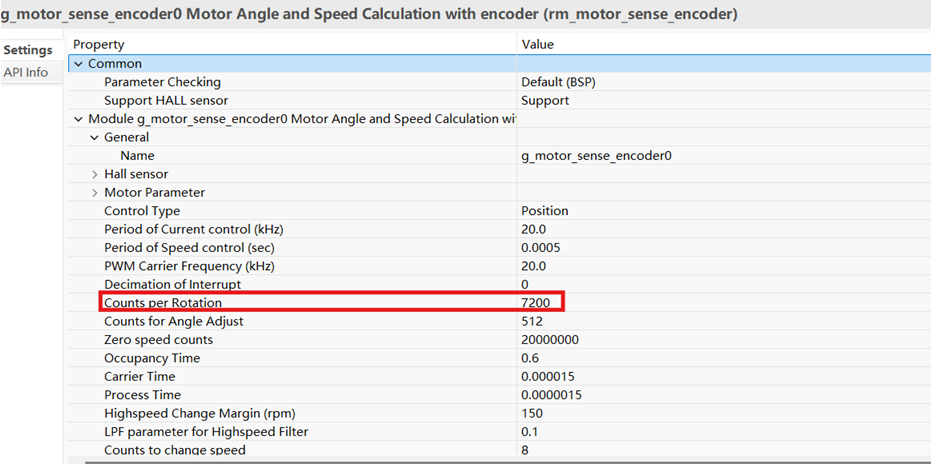 g_motor_sense_encoder0 Motor Angle and Speed Calculation with encoder (rm_motor_sense_encoder)
Settings
API Info
Property Value
Common
Parameter Checking Default (BSP)
Support HALL sensor Support
Module g_motor_sense_encoder0 Motor Angle and Speed Calculation wi
General
Name g_motor_sense_encoder0
Hall sensor
Motor Parameter
Control Type Position
Period of Current control (kHz) 20.0
Period of Speed control (sec) 0.0005
PWM Carrier Frequency (kHz) 20.0
Decimation of Interrupt 0
Counts per Rotation 7200
Counts for Angle Adjust 512
Zero speed counts 20000000
Occupancy Time 0.6
Carrier Time 0.000015
Process Time 0.0000015
Highspeed Change Margin (rpm) 150
LPF parameter for Highspeed Filter 0.1
Counts to change speed 8